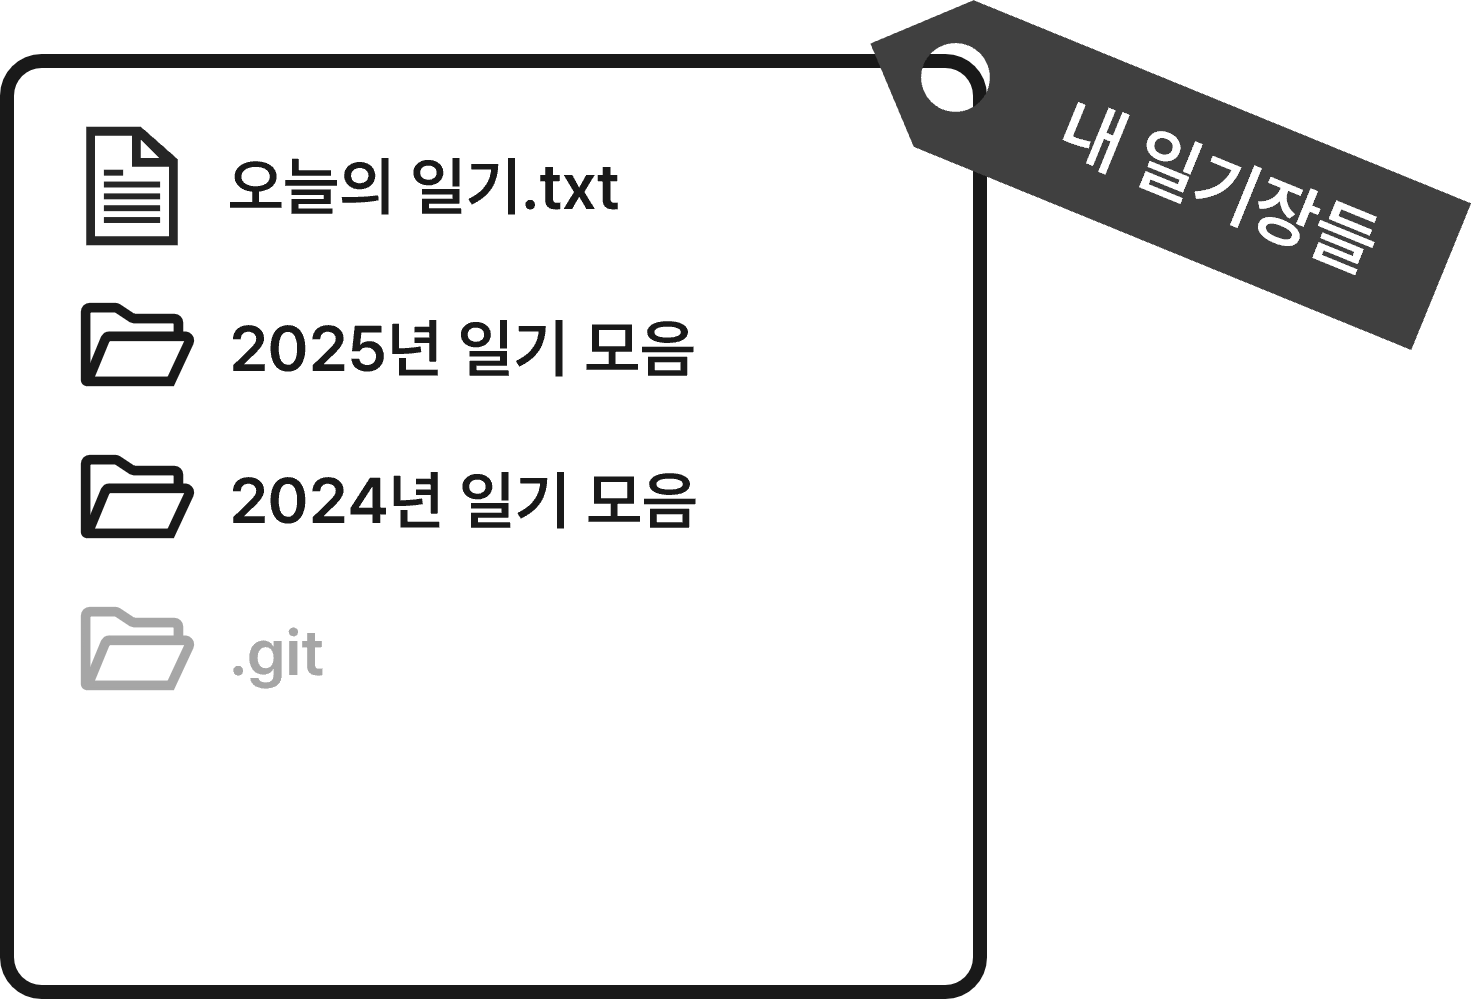 내 일기장들
오늘의 일기.txt
2025년 일기 모음
2024년 일기 모음
.git